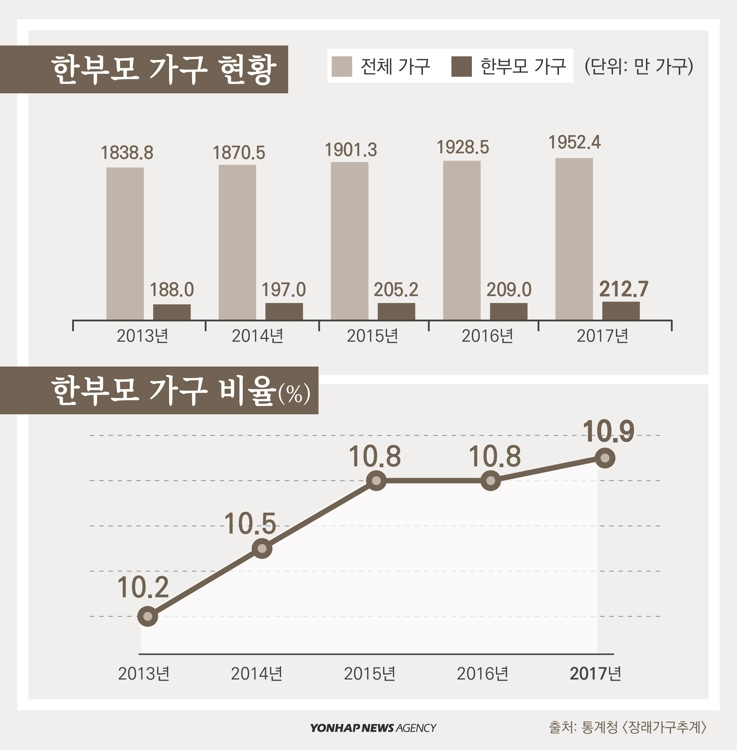 한부모 가구 현황
전체 가구 한부모 가구 (단위: 만 가구)
1838.8 1870.5 1901.3 1928.5 1952.4
188.0 197.0 205.2 209.0 212.7
2013년 2014년 2015년 2016년 2017년
한부모 가구 비율(%)
10.2 10.5 10.8 10.8 10.9
2013년 2014년 2015년 2016년 2017년
YONHAP NEWS AGENCY
출처: 통계청 〈장래가구추계〉